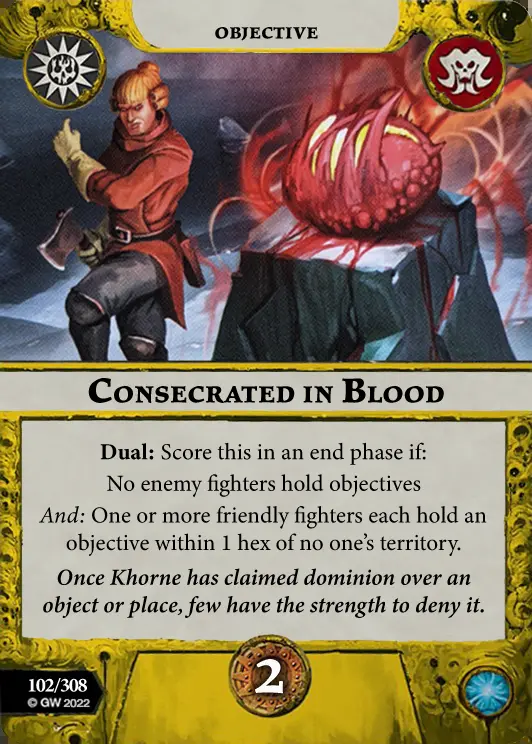 OBJECTIVE
CONSECRATED IN BLOOD
Dual: Score this in an end phase if:
No enemy fighters hold objectives
And: One or more friendly fighters each hold an
objective within 1 hex of no one’s territory.
Once Khorne has claimed dominion over an
object or place, few have the strength to deny it.
2
102/308
© GW 2022